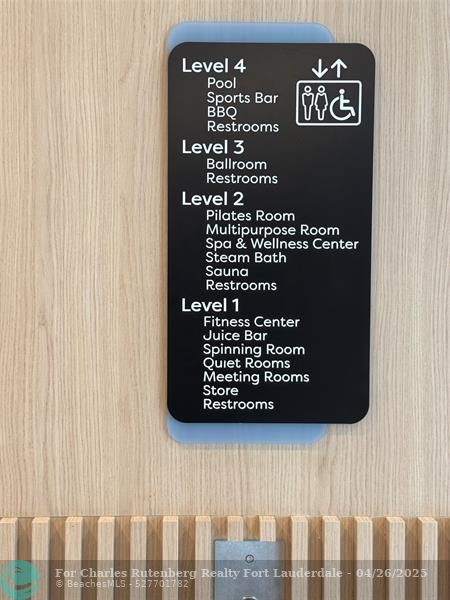 Level 4
Pool
Sports Bar
BBQ
Restrooms
Level 3
Ballroom
Restrooms
Level 2
Pilates Room
Multipurpose Room
Spa & Wellness Center
Steam Bath
Sauna
Restrooms
Level 1
Fitness Center
Juice Bar
Spinning Room
Quiet Rooms
Meeting Rooms
Store
Restrooms
For Charles Rutenberg Realty Fort Lauderdale - 04/26/2025
© BeachesMLS - 527701782